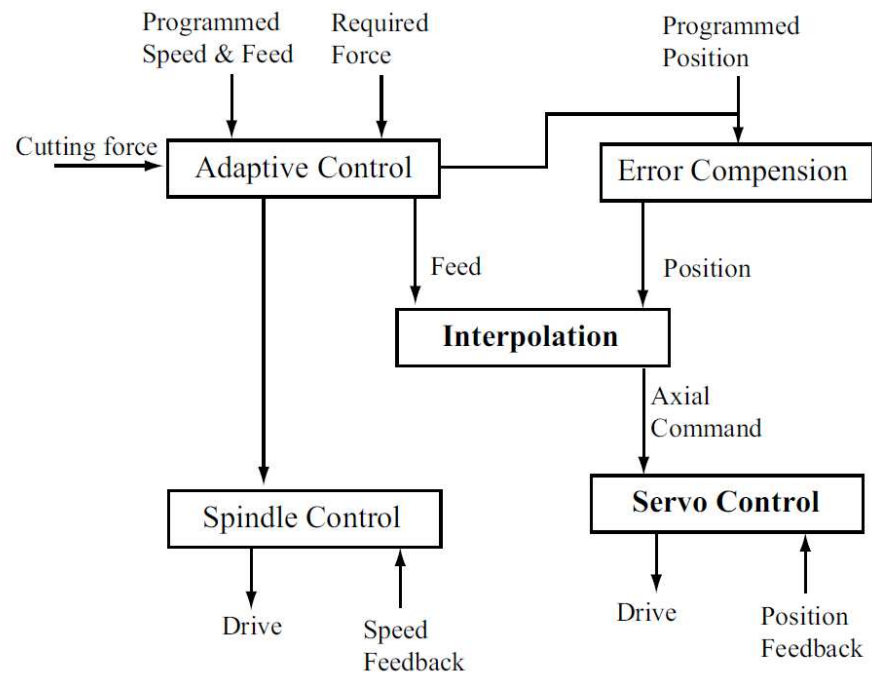 Programmed
Speed & Feed
Required
Force
Programmed
Position
Cutting force
Adaptive Control
Error Compension
Feed
Position
Interpolation
Axial
Command
Spindle Control
Servo Control
Drive
Speed
Feedback
Drive
Position
Feedback